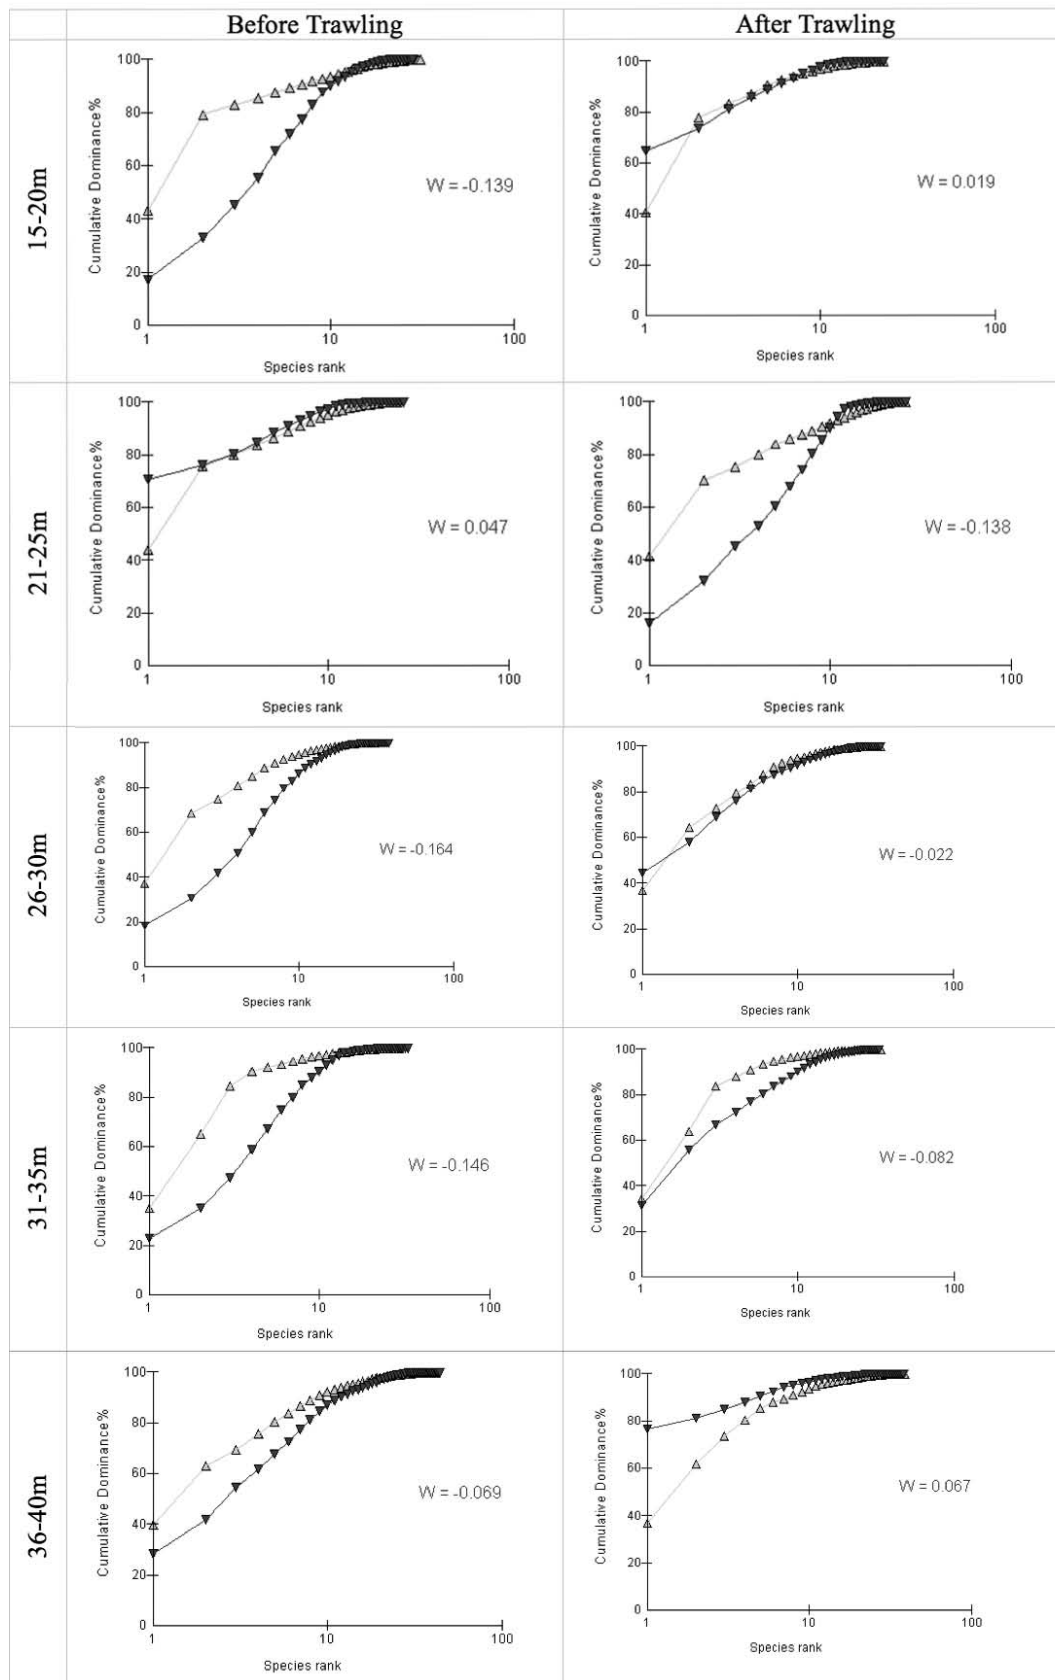 Before Trawling
After Trawling
15-20m
100
80
60
40
20
0
Cumulative Dominance%
W = -0.139
1
10
100
Species rank
100
80
60
40
20
0
Cumulative Dominance%
W = 0.019
1
10
100
Species rank
21-25m
100
80
60
40
20
0
Cumulative Dominance%
W = 0.047
1
10
100
Species rank
100
80
60
40
20
0
Cumulative Dominance%
W = -0.138
1
10
100
Species rank
26-30m
100
80
60
40
20
0
Cumulative Dominance%
W = -0.164
1
10
100
Species rank
100
80
60
40
20
0
Cumulative Dominance%
W = -0.022
1
10
100
Species rank
31-35m
100
80
60
40
20
0
Cumulative Dominance%
W = -0.146
1
10
100
Species rank
100
80
60
40
20
0
Cumulative Dominance%
W = -0.082
1
10
100
Species rank
36-40m
100
80
60
40
20
0
Cumulative Dominance%
W = -0.069
1
10
100
Species rank
100
80
60
40
20
0
Cumulative Dominance%
W = 0.067
1
10
100
Species rank